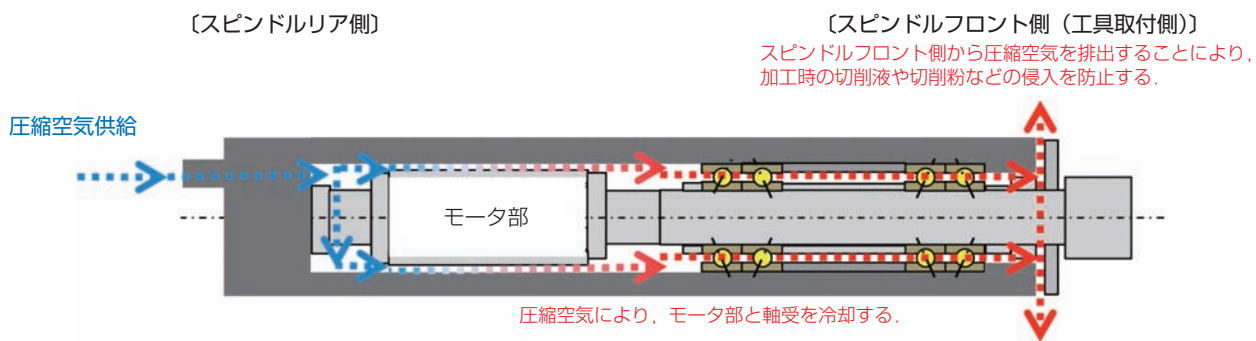 〔スピンドルリア側〕
〔スピンドルフロント側（工具取付側）〕
スピンドルフロント側から圧縮空気を排出することにより，
加工時の切削液や切削粉などの侵入を防止する．
圧縮空気供給
モータ部
圧縮空気により，モータ部と軸受を冷却する．